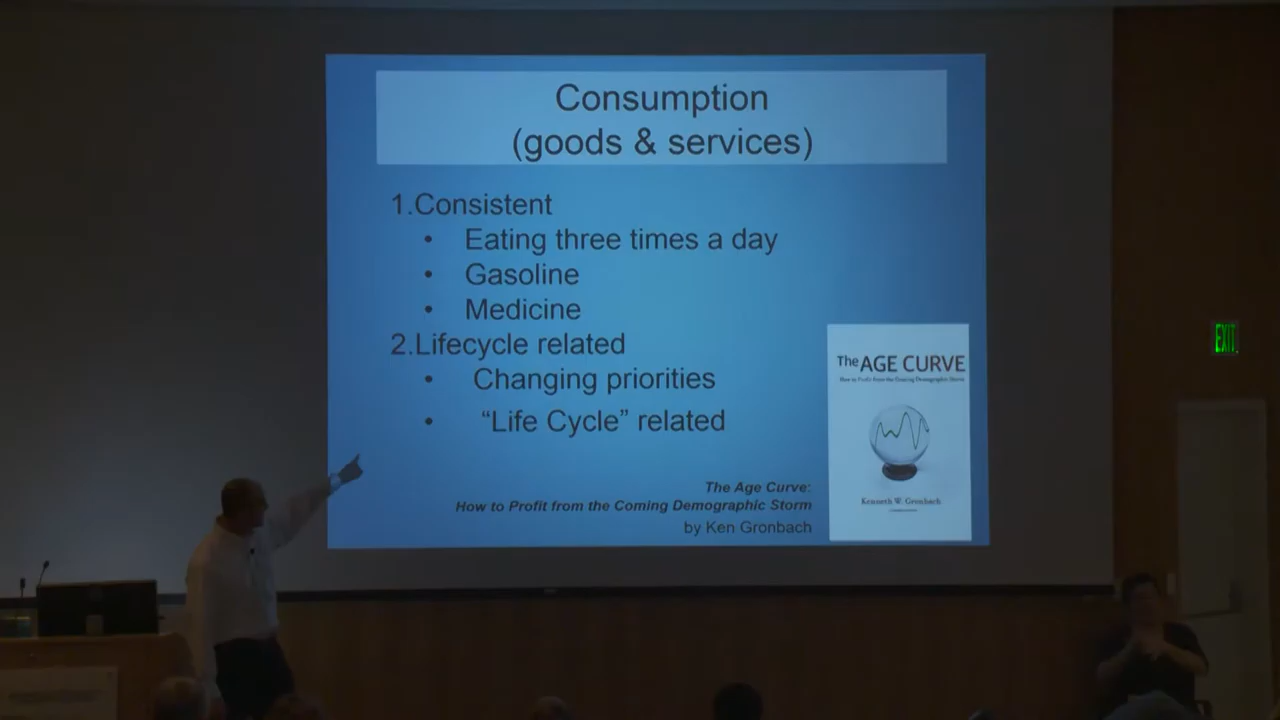 Consumption
(goods & services)
1.Consistent
• Eating three times a day
• Gasoline
• Medicine
2.Lifecycle related
• Changing priorities
• “Life Cycle” related
The AGE CURVE
How to Profit from the Coming Demographic Storm
Kenneth W. Gronbach
The Age Curve:
How to Profit from the Coming Demographic Storm
by Ken Gronbach
EXIT